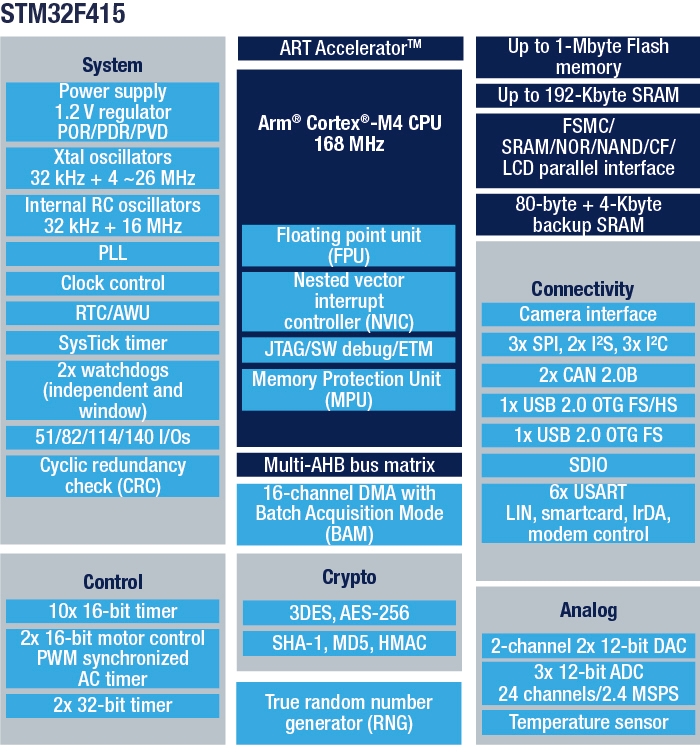 STM32F415
System
Power supply
1.2 V regulator
POR/PDR/PVD
Xtal oscillators
32 kHz + 4 ~26 MHz
Internal RC oscillators
32 kHz + 16 MHz
PLL
Clock control
RTC/AWU
SysTick timer
2x watchdogs
(independent and
window)
51/82/114/140 I/Os
Cyclic redundancy
check (CRC)
Control
10x 16-bit timer
2x 16-bit motor control
PWM synchronized
AC timer
2x 32-bit timer
ART Accelerator™
Arm® Cortex®-M4 CPU
168 MHz
Floating point unit
(FPU)
Nested vector
interrupt
controller (NVIC)
JTAG/SW debug/ETM
Memory Protection Unit
(MPU)
Multi-AHB bus matrix
16-channel DMA with
Batch Acquisition Mode
(BAM)
Crypto
3DES, AES-256
SHA-1, MD5, HMAC
True random number
generator (RNG)
Up to 1-Mbyte Flash
memory
Up to 192-Kbyte SRAM
FSMC/
SRAM/NOR/NAND/CF/
LCD parallel interface
80-byte + 4-Kbyte
backup SRAM
Connectivity
Camera interface
3x SPI, 2x I²S, 3x I²C
2x CAN 2.0B
1x USB 2.0 OTG FS/HS
1x USB 2.0 OTG FS
SDIO
6x USART
LIN, smartcard, IrDA,
modem control
Analog
2-channel 2x 12-bit DAC
3x 12-bit ADC
24 channels/2.4 MSPS
Temperature sensor